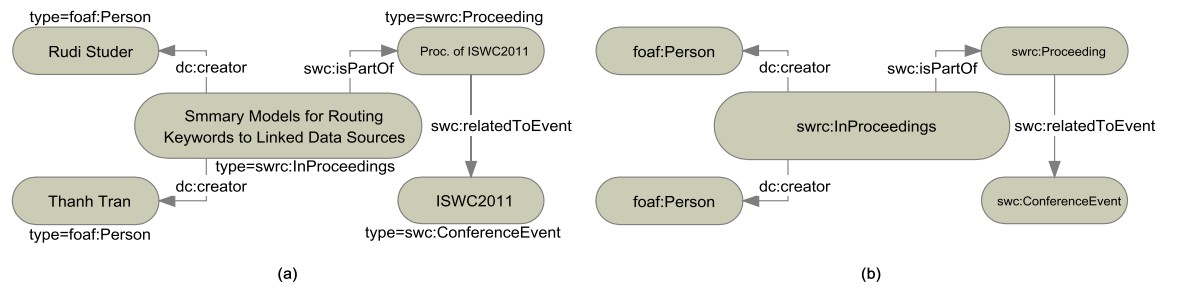 type=foaf:Person
Rudi Studer
dc:creator
type=swrc:Proceeding
Proc. of ISWC2011
swc:isPartOf
Smmary Models for Routing
Keywords to Linked Data Sources
type=swrc:InProceedings
swc:relatedToEvent
dc:creator
Thanh Tran
type=foaf:Person
ISWC2011
type=swc:ConferenceEvent
(a)
foaf:Person
dc:creator
swrc:Proceeding
swc:isPartOf
swrc:InProceedings
swc:relatedToEvent
dc:creator
foaf:Person
swc:ConferenceEvent
(b)